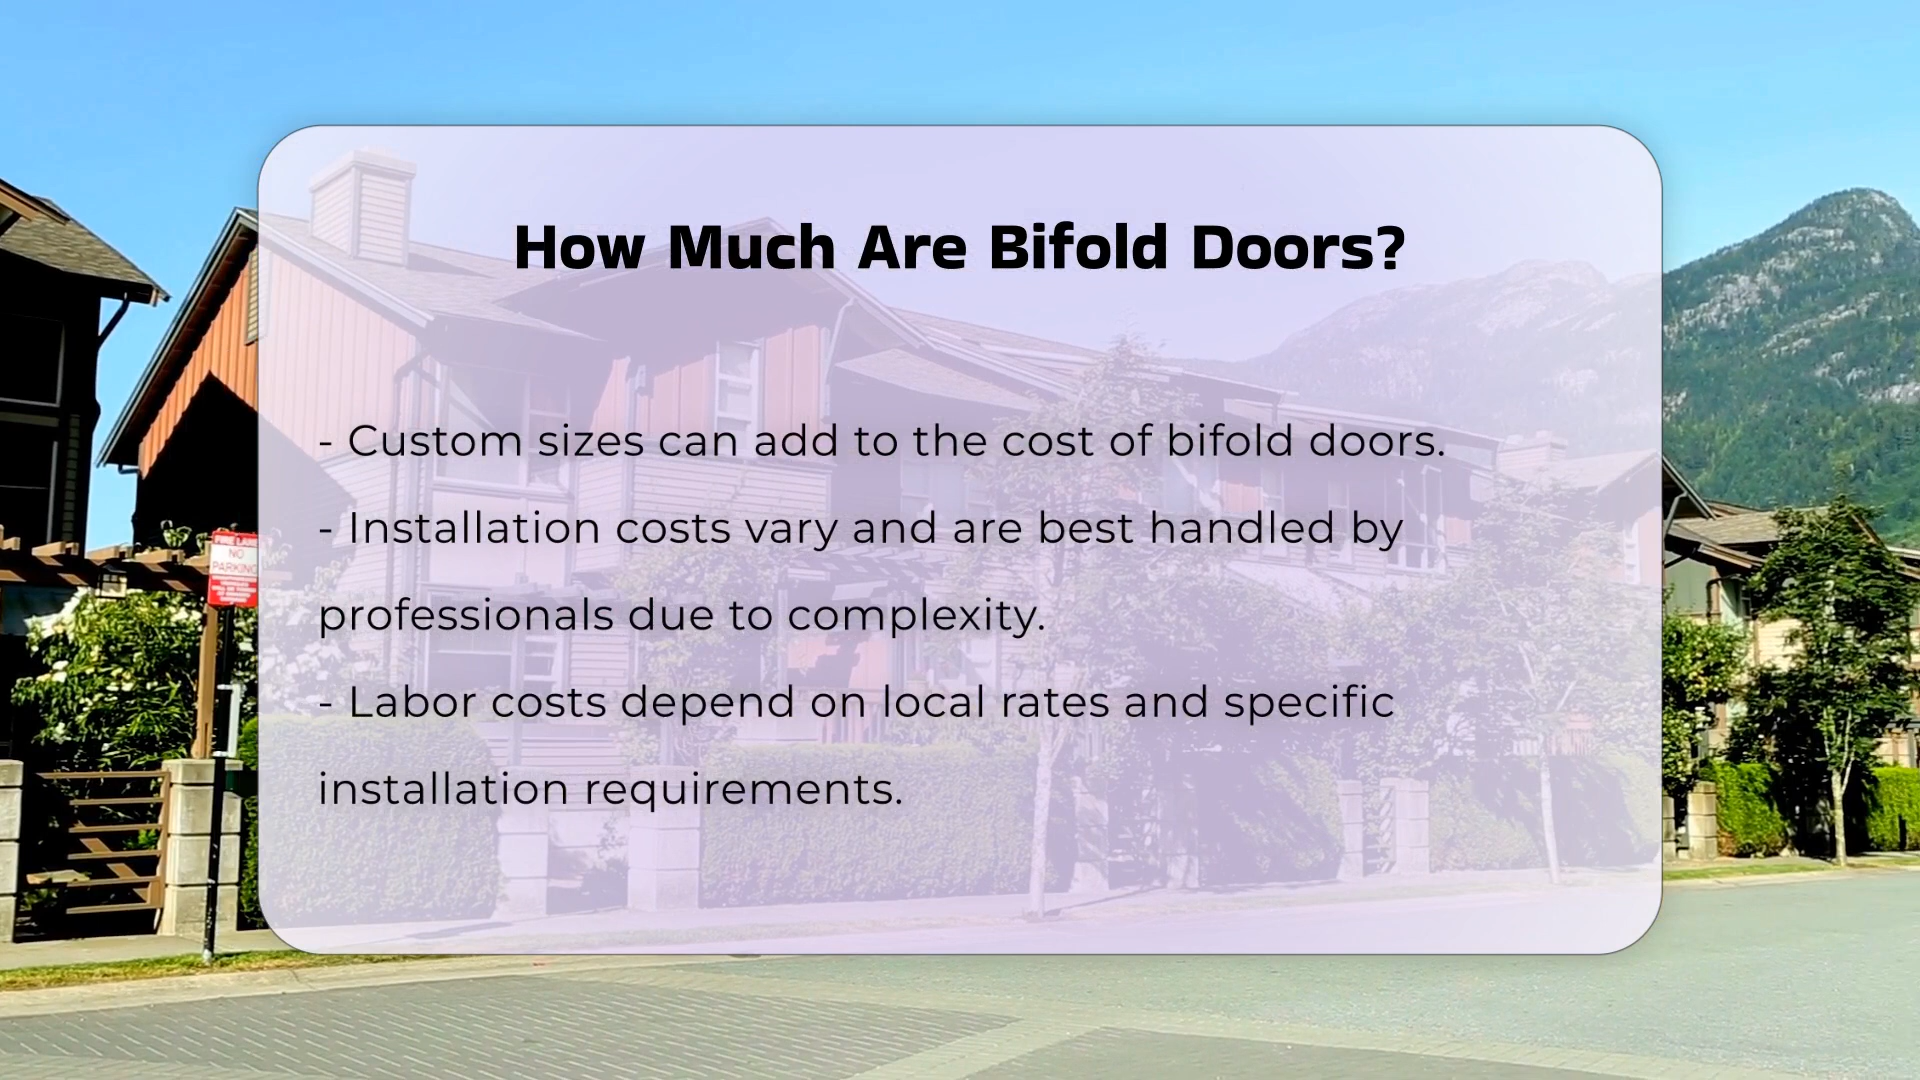 How Much Are Bifold Doors?
- Custom sizes can add to the cost of bifold doors.
- Installation costs vary and are best handled by
professionals due to complexity.
- Labor costs depend on local rates and specific
installation requirements.
FIRE LANE
NO
PARKING